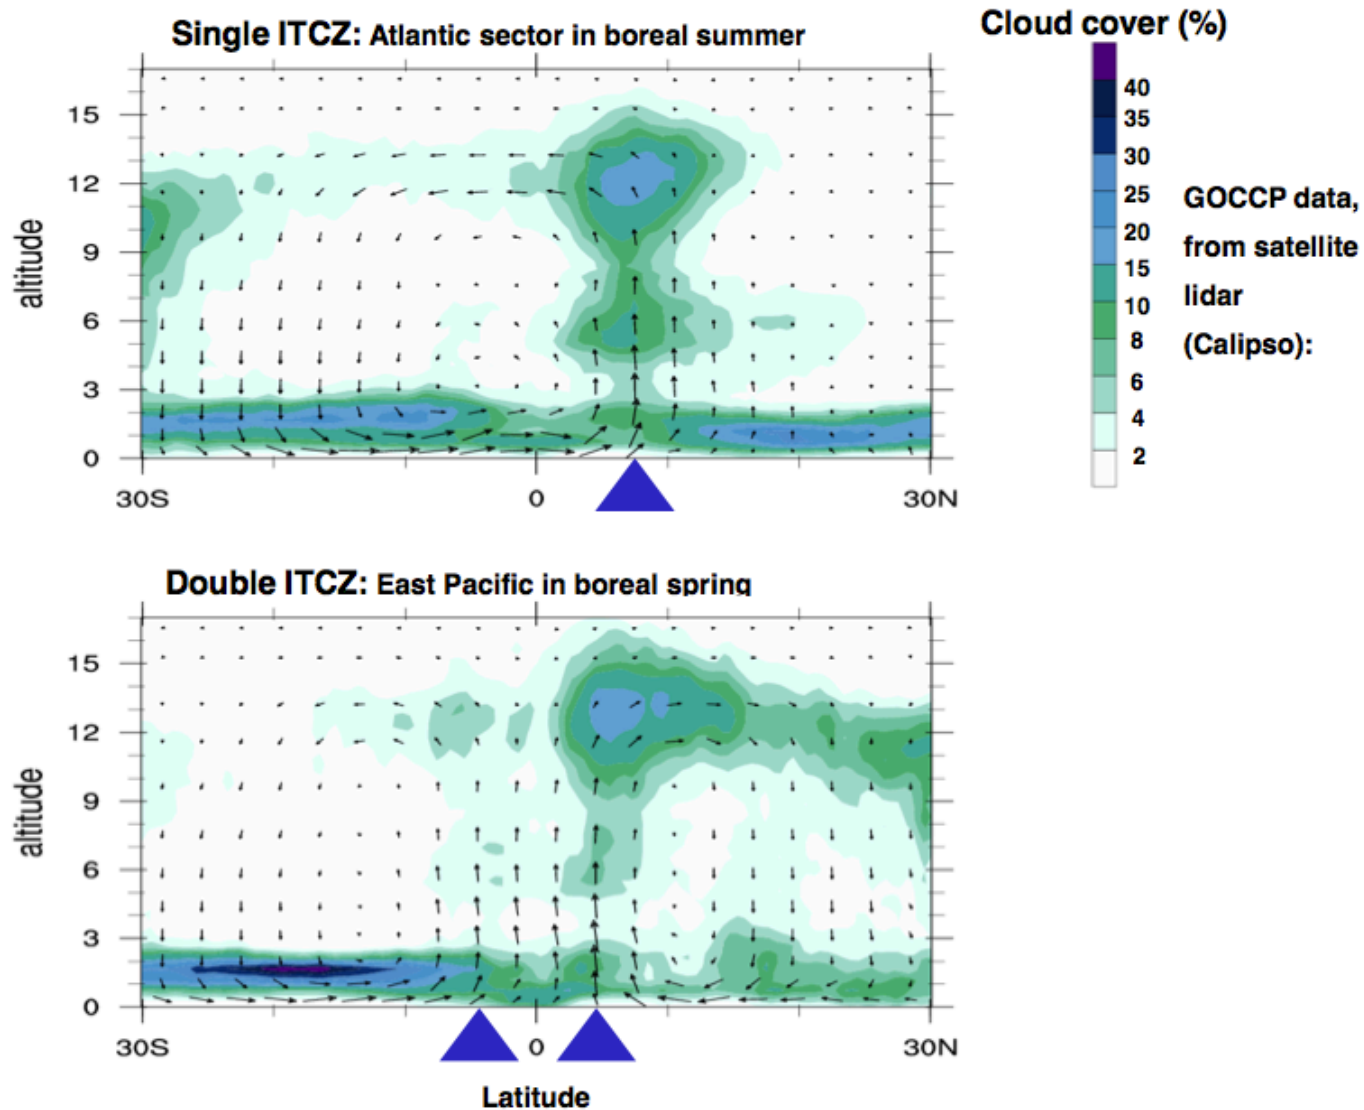 Single ITCZ: Atlantic sector in boreal summer
Cloud cover (%)
15
12
9
6
3
0
altitude
30S
0
30N
40
35
30
25
20
15
10
8
6
4
2
GOCCP data,
from satellite
lidar
(Calipso):
Double ITCZ: East Pacific in boreal spring
15
12
9
6
3
0
altitude
30S
0
30N
Latitude